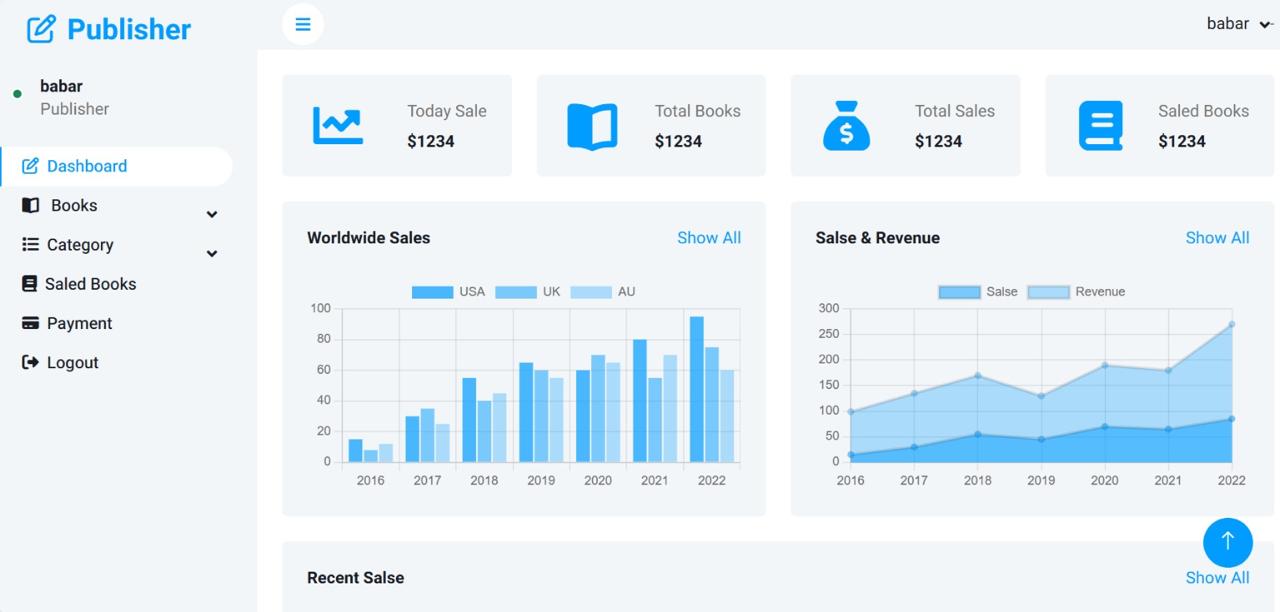 Publisher
babar
babar
Publisher
Dashboard
Books
Category
Saled Books
Payment
Logout
Today Sale
$1234
Total Books
$1234
Total Sales
$1234
Saled Books
$1234
Worldwide Sales
Show All
USA UK AU
100
80
60
40
20
0
2016 2017 2018 2019 2020 2021 2022
Salse & Revenue
Show All
Salse Revenue
300
250
200
150
100
50
0
2016 2017 2018 2019 2020 2021 2022
Recent Salse
Show All